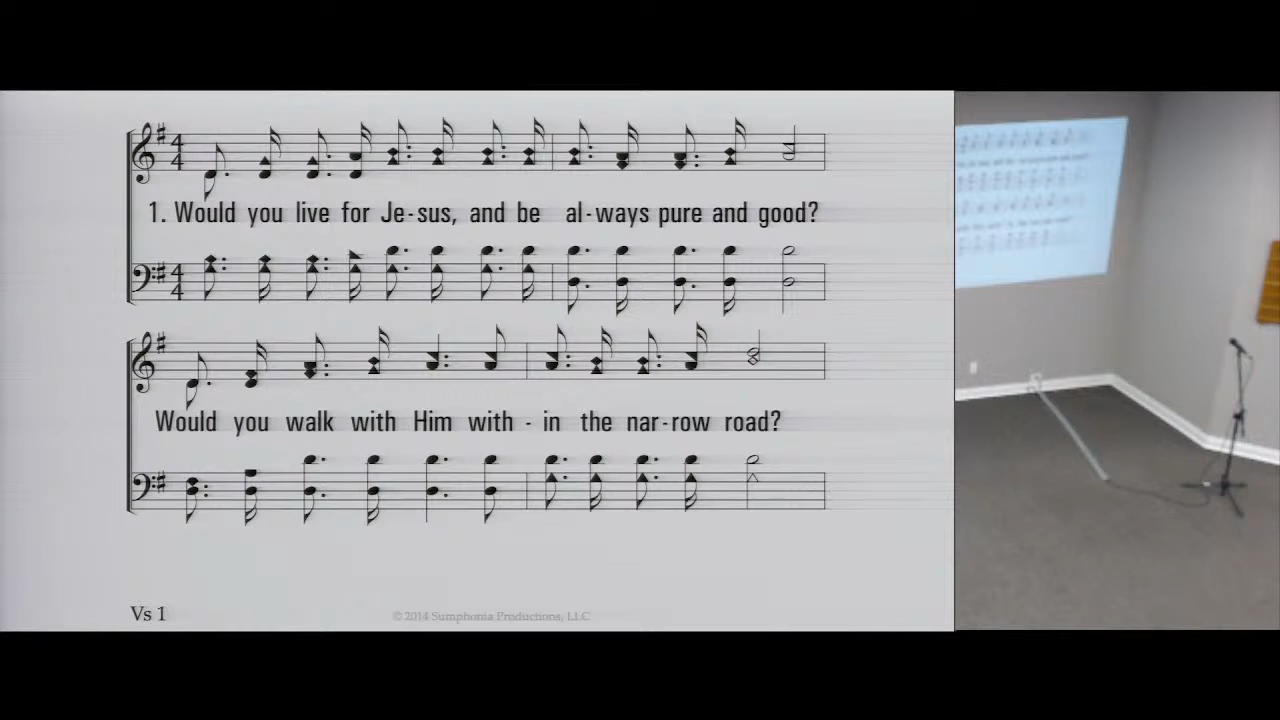 1. Would you live for Je-sus, and be al-ways pure and good?
Would you walk with Him with-in the nar-row road?
Vs 1
© 2014 Sumphonia Productions, LLC